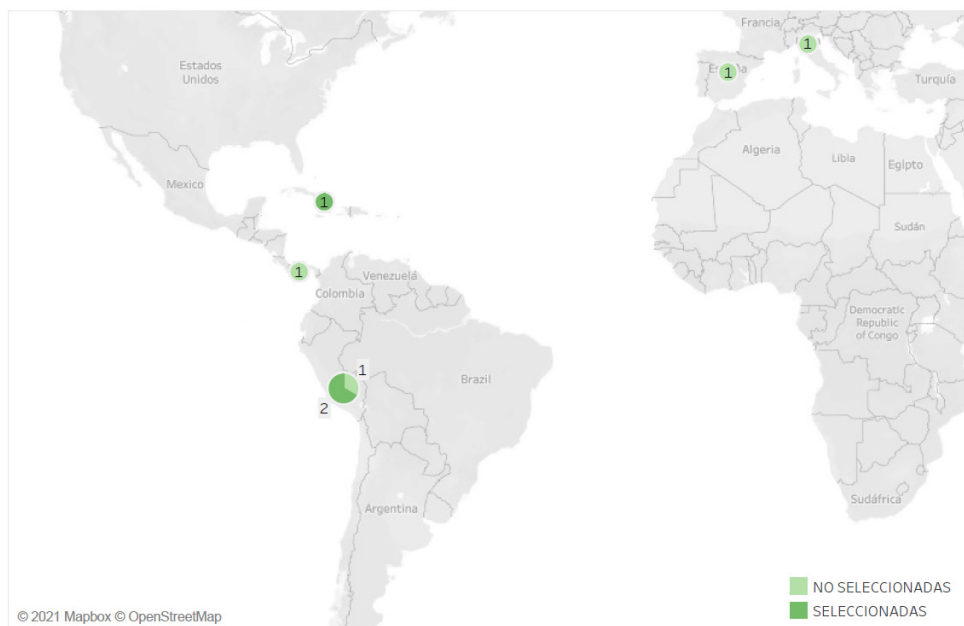 Francia
1
Estados
Unidos
España
1
Turquía
Algeria
Libia
Egipto
Mexico
1
Sudán
1
Venezuela
Colombia
Democratic
Republic
of Congo
1
Brazil
2
Argentina
Sudáfrica
NO SELECCIONADAS
SELECCIONADAS
© 2021 Mapbox © OpenStreetMap